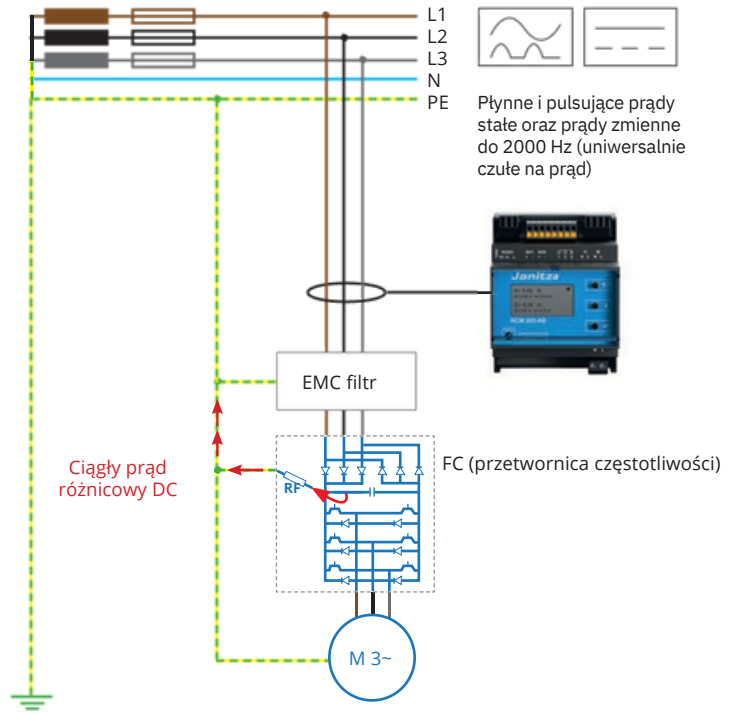 L1
L2
L3
N
PE
Płynne i pulsujące prądy
stałe oraz prądy zmienne
do 2000 Hz (uniwersalnie
czułe na prąd)
Janitza
EMC filtr
FC (przetwornica częstotliwości)
Ciągły prąd
różnicowy DC
RF
M 3~